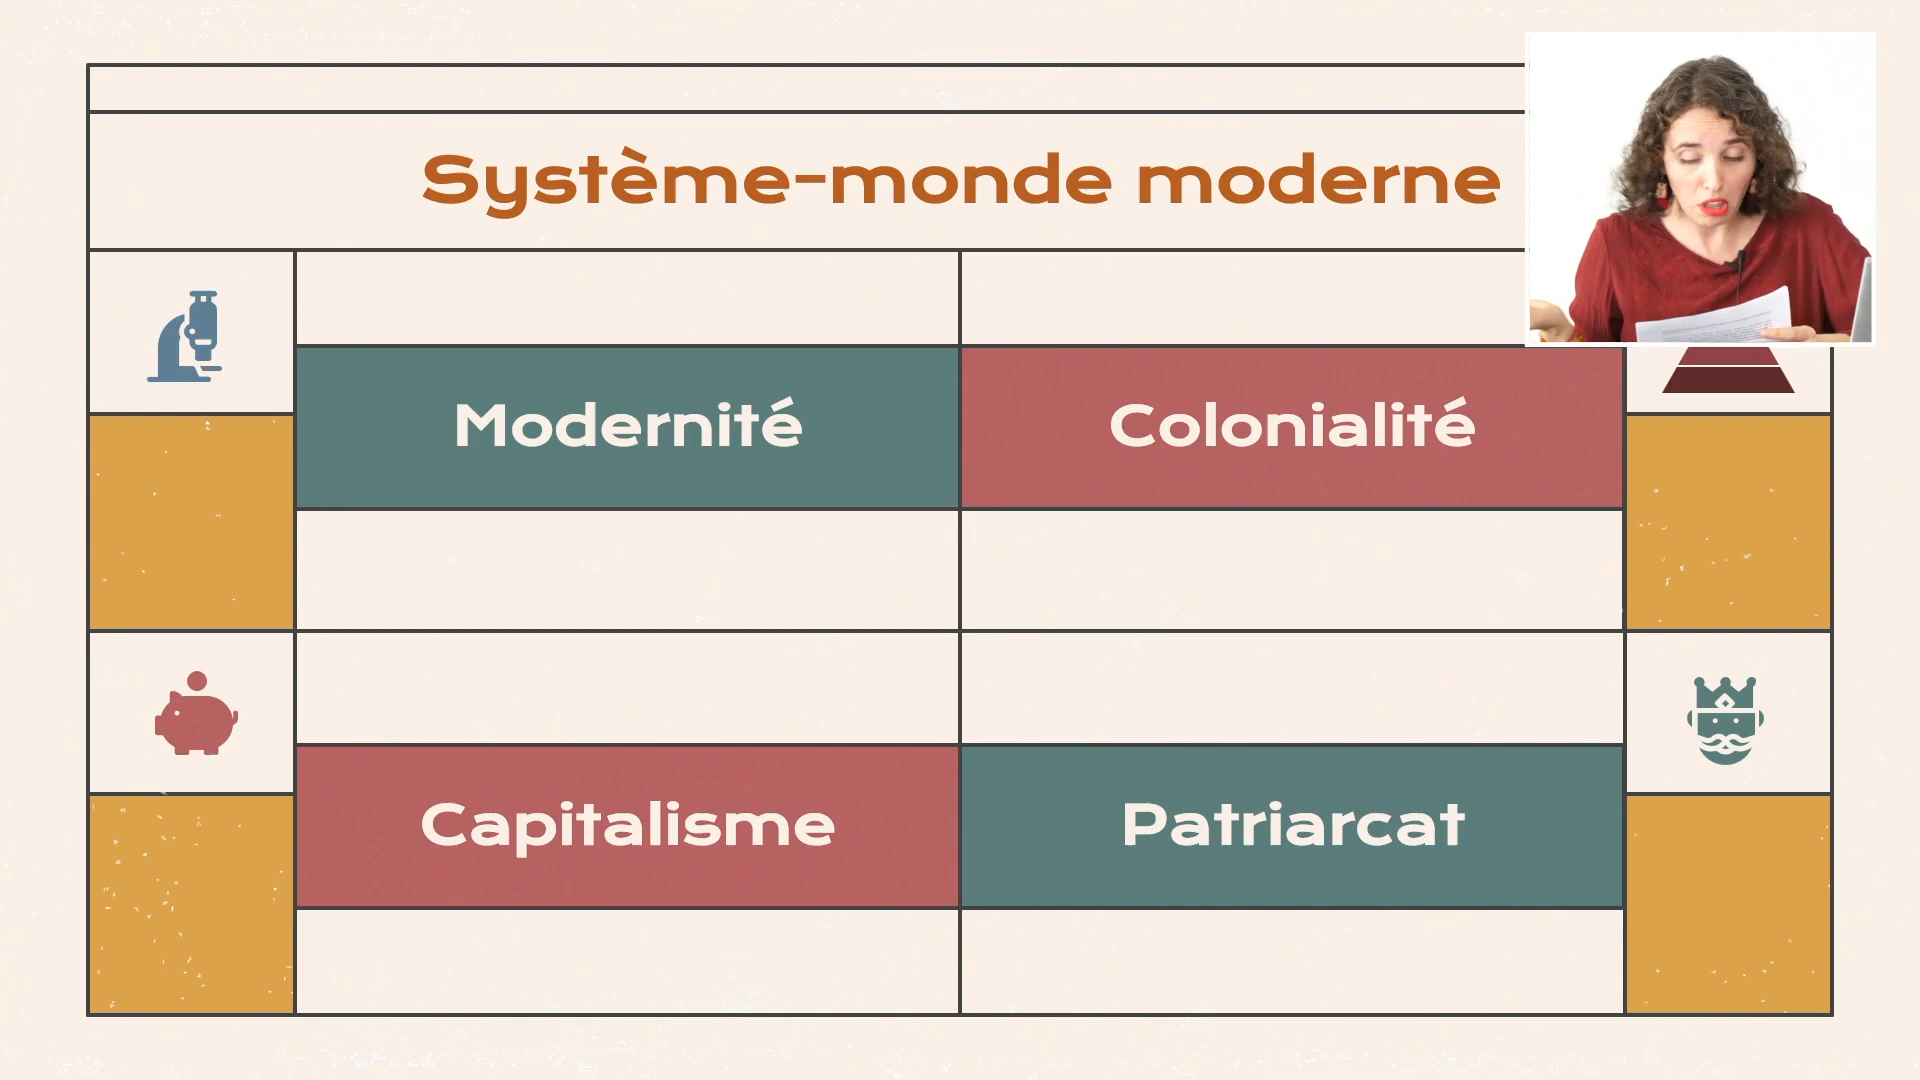 Système-monde moderne
Modernité
Colonialité
Capitalisme
Patriarcat